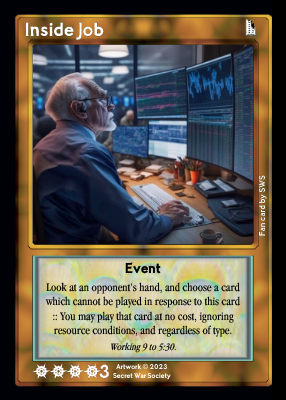 Inside Job
Fan card by SWS
Event
Look at an opponent's hand, and choose a card
which cannot be played in response to this card
:: You may play that card at no cost, ignoring
resource conditions, and regardless of type.
Working 9 to 5:30.
3
Artwork © 2023
Secret War Society